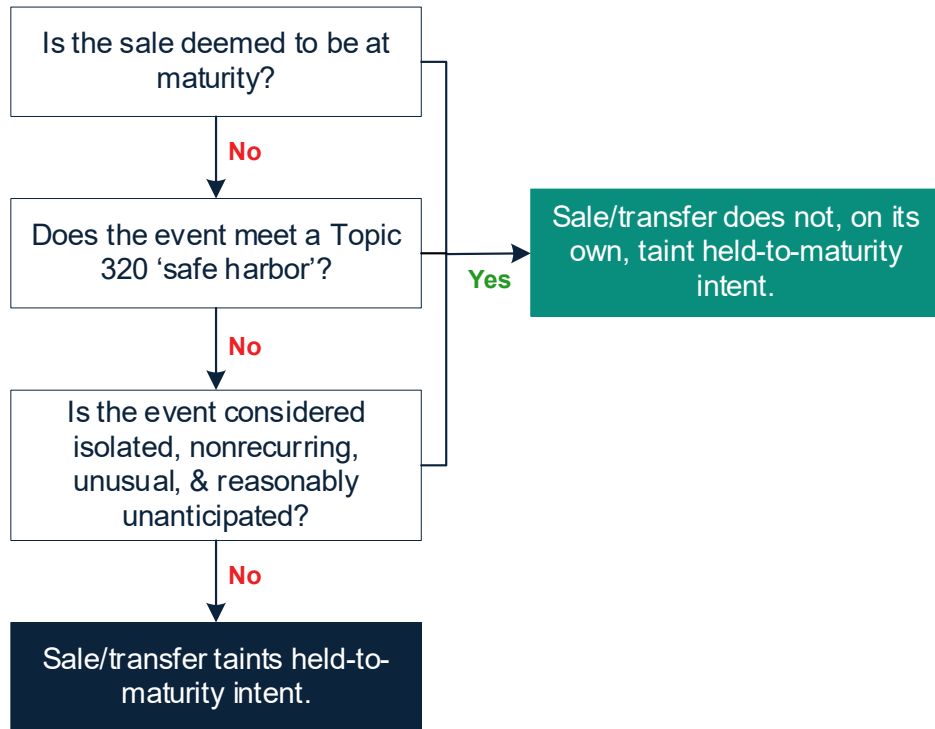 Is the sale deemed to be at
maturity?
No
Does the event meet a Topic
320 ‘safe harbor’?
Sale/transfer does not, on its
own, taint held-to-maturity
intent.
Yes
No
Is the event considered
isolated, nonrecurring,
unusual, & reasonably
unanticipated?
No
Sale/transfer taints held-to-
maturity intent.